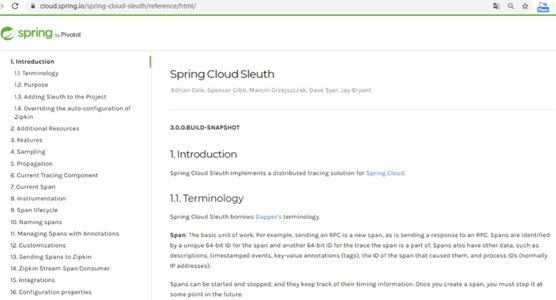 cloud.spring.io/spring-cloud-sleuth/reference/html/
spring by Pivotal
1. Introduction
1.1. Terminology
1.2. Purpose
1.3. Adding Sleuth to the Project
1.4. Overriding the auto-configuration of
Zipkin
2. Additional Resources
3. Features
4. Sampling
5. Propagation
6. Current Tracing Component
7. Current Span
8. Instrumentation
9. Span lifecycle
10. Naming spans
11. Managing Spans with Annotations
12. Customizations
13. Sending Spans to Zipkin
14. Zipkin Stream Span Consumer
15. Integrations
16. Configuration properties
Spring Cloud Sleuth
Adrian Cole, Spencer Gibb, Marcin Grzejszczak, Dave Syer, Jay Bryant
3.0.0.BUILD-SNAPSHOT
1. Introduction
Spring Cloud Sleuth implements a distributed tracing solution for Spring Cloud.
1.1. Terminology
Spring Cloud Sleuth borrows Dapper's terminology.
Span: The basic unit of work. For example, sending an RPC is a new span, as is sending a response to an RPC. Spans are identified
by a unique 64-bit ID for the span and another 64-bit ID for the trace the span is a part of. Spans also have other data, such as
descriptions, timestamped events, key-value annotations (tags), the ID of the span that caused them, and process IDs (normally
IP addresses).
Spans can be started and stopped, and they keep track of their timing information. Once you create a span, you must stop it at
some point in the future.